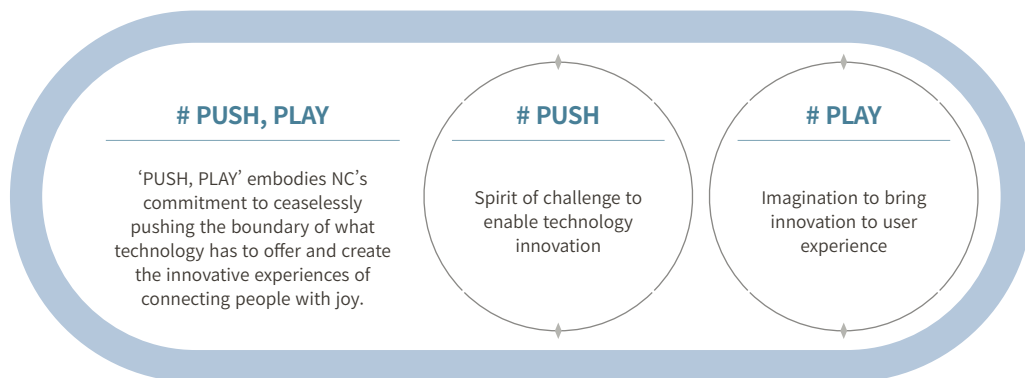 # PUSH, PLAY
‘PUSH, PLAY’ embodies NC’s
commitment to ceaselessly
pushing the boundary of what
technology has to offer and create
the innovative experiences of
connecting people with joy.
# PUSH
Spirit of challenge to
enable technology
innovation
# PLAY
Imagination to bring
innovation to user
experience